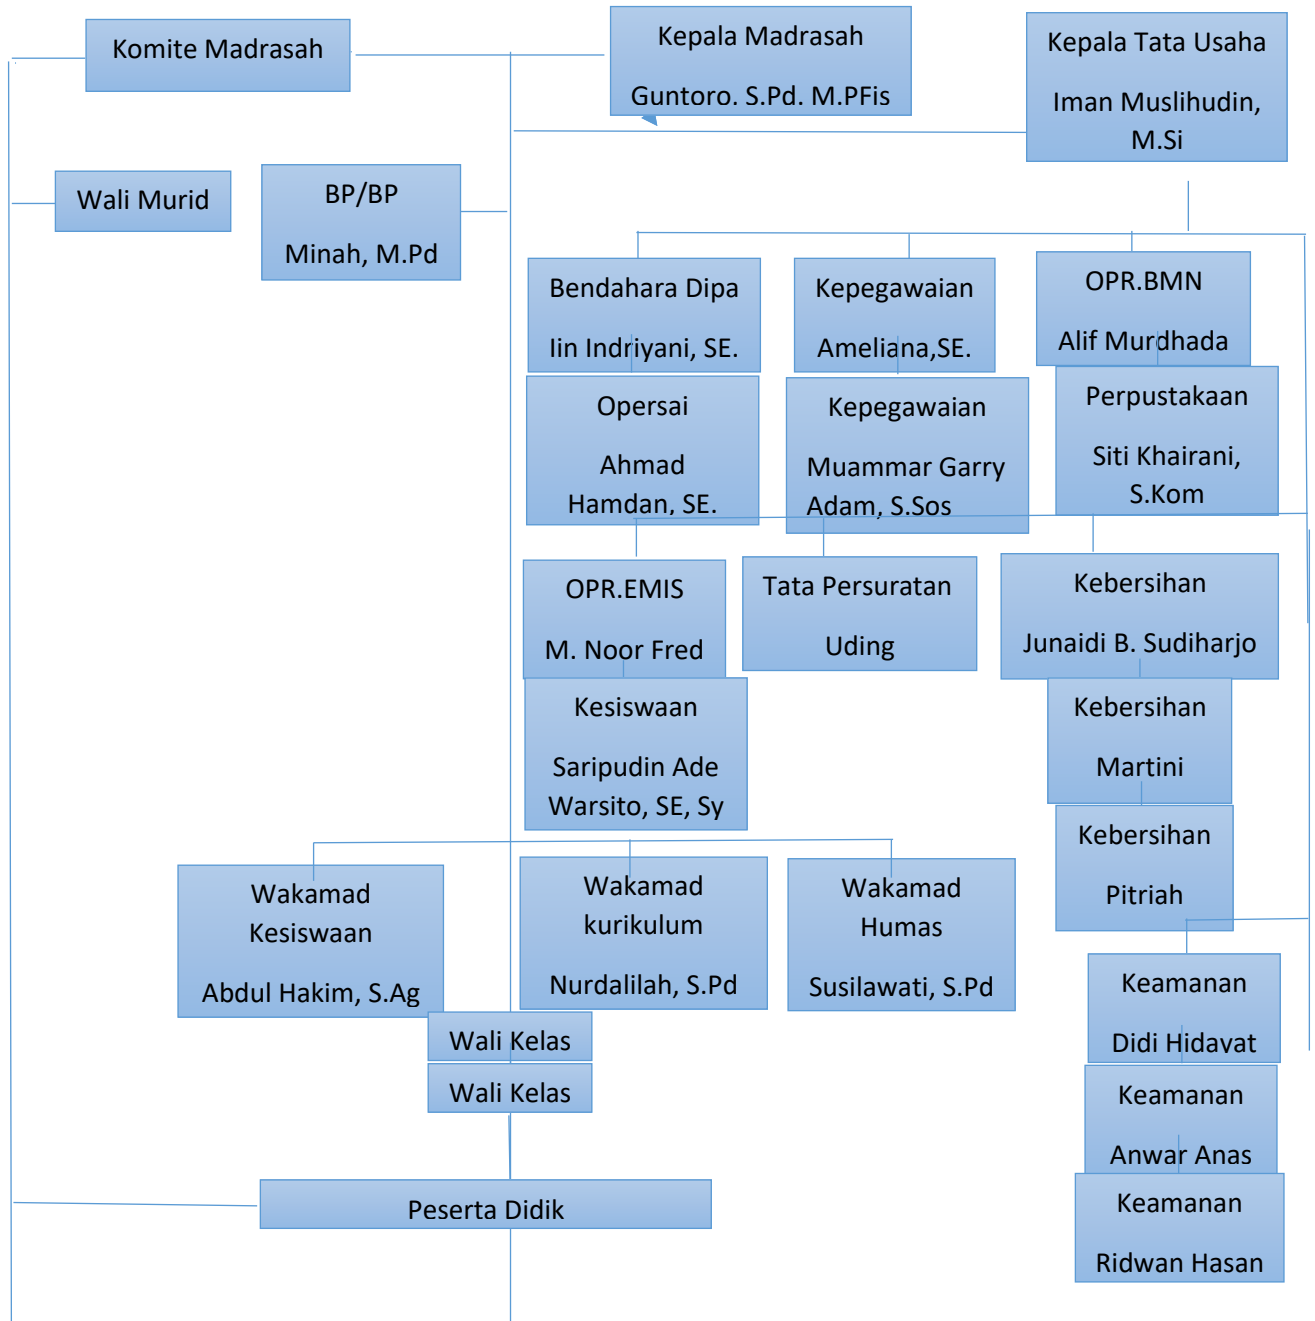 Komite Madrasah
Kepala Madrasah
Guntoro. S.Pd. M.PFis
Kepala Tata Usaha
Iman Muslihudin,
M.Si
Wali Murid
BP/BP
Minah, M.Pd
Bendahara Dipa
Iin Indriyani, SE.
Kepegawaian
Ameliana,SE.
OPR.BMN
Alif Murdhada
Opersai
Ahmad
Hamdan, SE.
Kepegawaian
Muammar Garry
Adam, S.Sos
Perpustakaan
Siti Khairani,
S.Kom
OPR.EMIS
M. Noor Fred
Tata Persuratan
Uding
Kebersihan
Junaidi B. Sudiharjo
Kesiswaan
Saripudin Ade
Warsito, SE, Sy
Kebersihan
Martini
Kebersihan
Pitriah
Wakamad
Kesiswaan
Abdul Hakim, S.Ag
Wakamad
kurikulum
Nurdalilah, S.Pd
Wakamad
Humas
Susilawati, S.Pd
Keamanan
Didi Hidayat
Wali Kelas
Wali Kelas
Keamanan
Anwar Anas
Peserta Didik
Keamanan
Ridwan Hasan